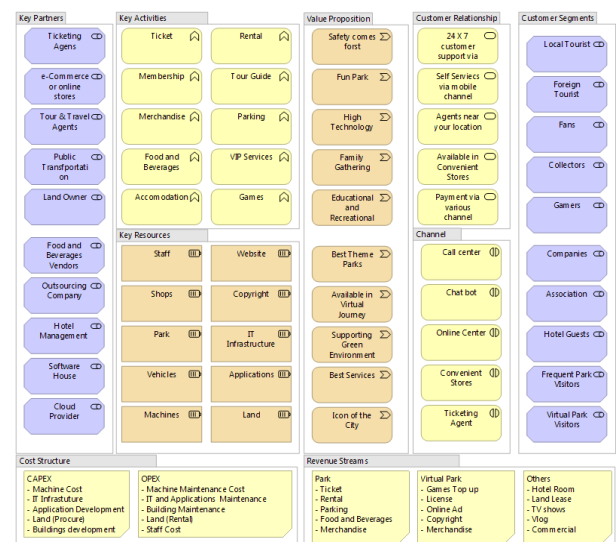 Key Partners
Ticketing
Agens
e-Commerce
or online
stores
Tour & Travel
Agents
Public
Transfportati
on
Land Owner
Food and
Beverages
Vendors
Outsourcing
Company
Hotel
Management
Software
House
Cloud
Provider
Key Activities
Ticket
Rental
Membership
Tour Guide
Merchandise
Parking
Food and
Beverages
VIP Services
Accomodation
Games
Key Resources
Staff
Website
Shops
Copyright
Park
IT
Infrastructure
Vehicles
Applications
Machines
Land
Value Proposition
Safety comes
forst
Fun Park
High
Technology
Family
Gathering
Educational
and
Recreational
Best Theme
Parks
Available in
Virtual
Journey
Supporting
Green
Environment
Best Services
Icon of the
City
Customer Relationship
24 X 7
customer
support via
Self Serviecs
via mobile
channel
Agents near
your location
Available in
Convenient
Stores
Payment via
various
channel
Channel
Call center
Chat bot
Online Center
Convenient
Stores
Ticketing
Agent
Customer Segments
Local Tourist
Foreign
Tourist
Fans
Collectors
Gamers
Companies
Association
Hotel Guests
Frequent Park
Visitors
Virtual Park
Visitors
Cost Structure
CAPEX
- Machine Cost
- IT Infrastuture
- Application Development
- Land (Procure)
- Buildings development
OPEX
- Machine Maintenance Cost
- IT and Applications Maintenance
- Building Maintenance
- Land (Rental)
- Staff Cost
Revenue Streams
Park
- Ticket
- Rental
- Parking
- Food and Beverages
- Merchandise
Virtual Park
- Games Top up
- License
- Online Ad
- Copyright
- Merchandise
Others
- Hotel Room
- Land Lease
- TV shows
- Vlog
- Commercial